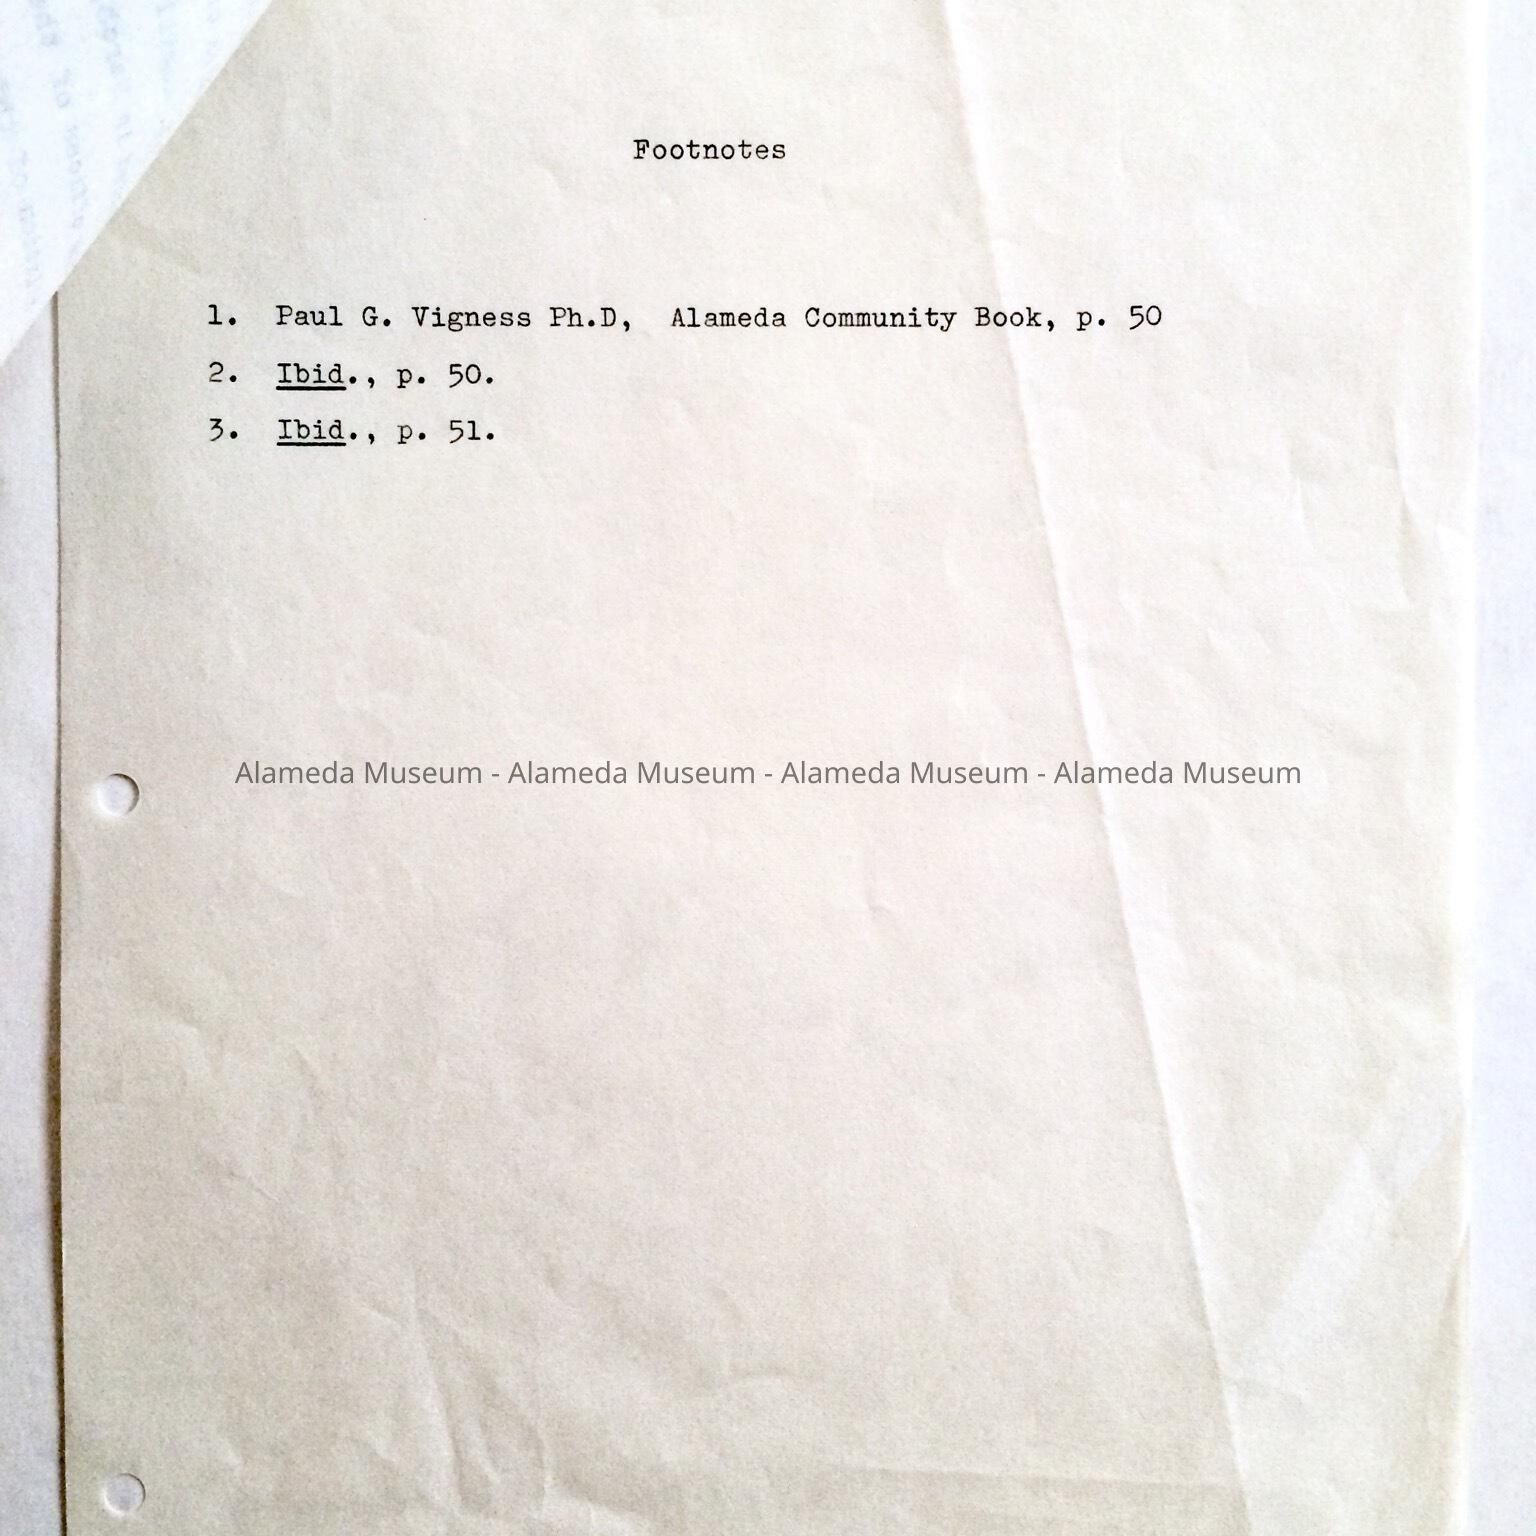 Footnotes
1. Paul G. Vigness Ph.D, Alameda Community Book, p. 50
2. Ibid., p. 50.
3. Ibid., p. 51.
Alameda Museum - Alameda Museum - Alameda Museum - Alameda Museum